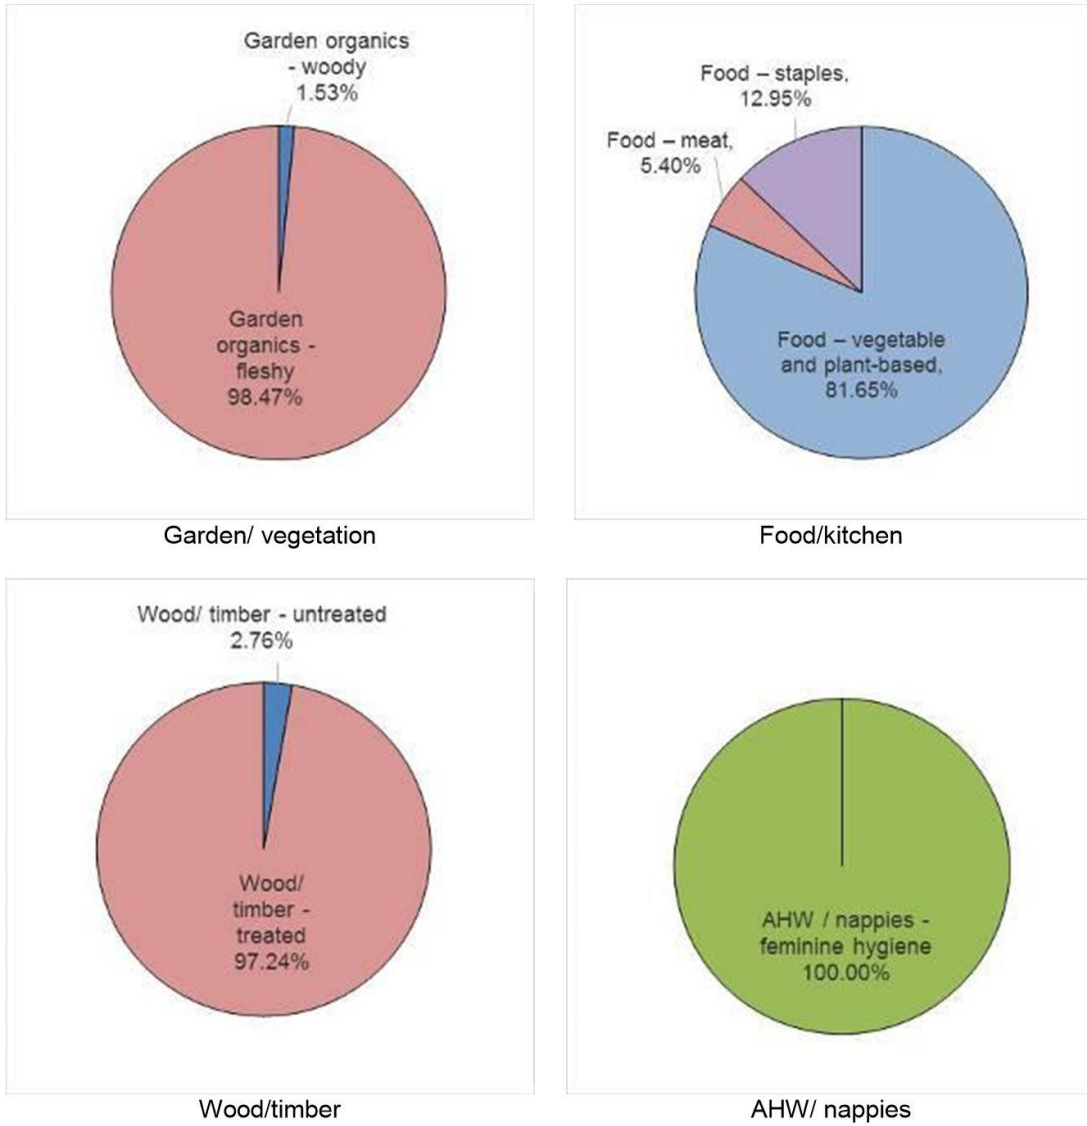 Garden organics
- woody
1.53%
Garden
organics -
fleshy
98.47%
Garden/ vegetation
Food – staples,
12.95%
Food – meat,
5.40%
Food – vegetable
and plant-based,
81.65%
Food/kitchen
Wood/ timber - untreated
2.76%
Wood/
timber -
treated
97.24%
Wood/timber
AHW / nappies -
feminine hygiene
100.00%
AHW/ nappies